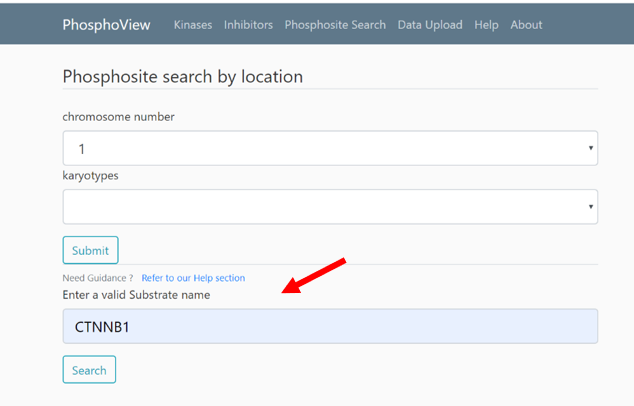 PhosphoView Kinases Inhibitors Phosphosite Search Data Upload Help About
Phosphosite search by location
chromosome number
1
karyotypes
Submit
Need Guidance ? Refer to our Help section
Enter a valid Substrate name
CTNNB1
Search